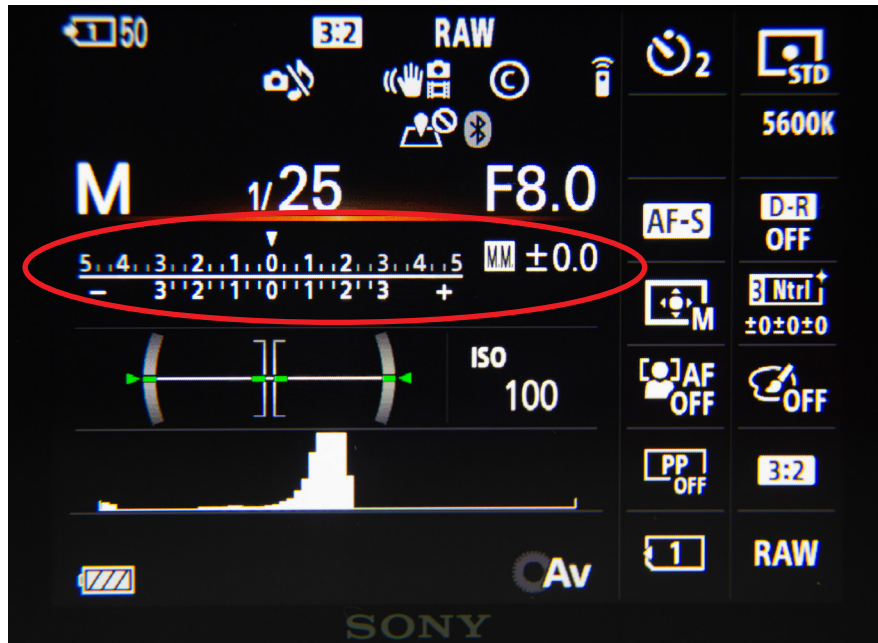 1 50 3:2 RAW
C
M 1/25 F8.0
5..4..3..2..1..0..1..2..3..4..5 M.M. ±0.0
– 3''2''1''0''1''2''3 +
ISO
100
Av
2
STD
5600K
AF-S
D-R
OFF
M
3 Ntrl
±0±0±0
AF
OFF
OFF
PP
OFF
3:2
1
RAW
SONY